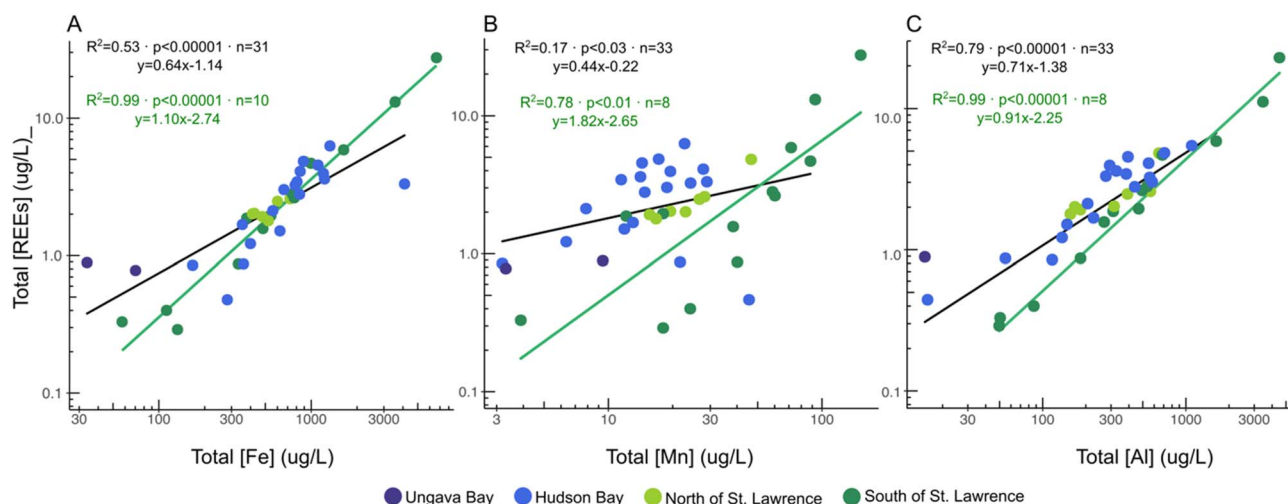 A
R²=0.53 · p<0.00001 · n=31
y=0.64x-1.14
R²=0.99 · p<0.00001 · n=10
y=1.10x-2.74
Total [REEs] (ug/L)_
10.0
1.0
0.1
30 100 300 1000 3000
Total [Fe] (ug/L)
B
R²=0.17 · p<0.03 · n=33
y=0.44x-0.22
R²=0.78 · p<0.01 · n=8
y=1.82x-2.65
10.0
1.0
0.1
3 10 30 100
Total [Mn] (ug/L)
C
R²=0.79 · p<0.00001 · n=33
y=0.71x-1.38
R²=0.99 · p<0.00001 · n=8
y=0.91x-2.25
10.0
1.0
0.1
30 100 300 1000 3000
Total [Al] (ug/L)
Ungava Bay Hudson Bay North of St. Lawrence South of St. Lawrence